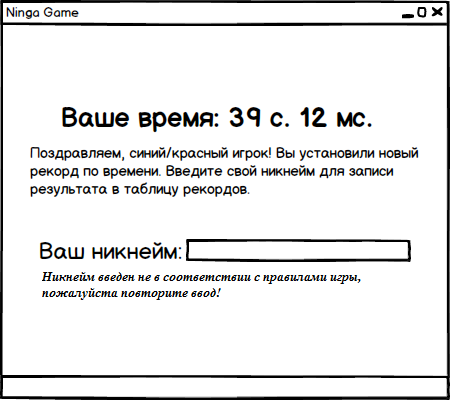 Ninga Game
Ваше время: 39 с. 12 мс.
Поздравляем, синий/красный игрок! Вы установили новый
рекорд по времени. Введите свой никнейм для записи
результата в таблицу рекордов.
Ваш никнейм:
Никнейм введен не в соответствии с правилами игры,
пожалуйста повторите ввод!